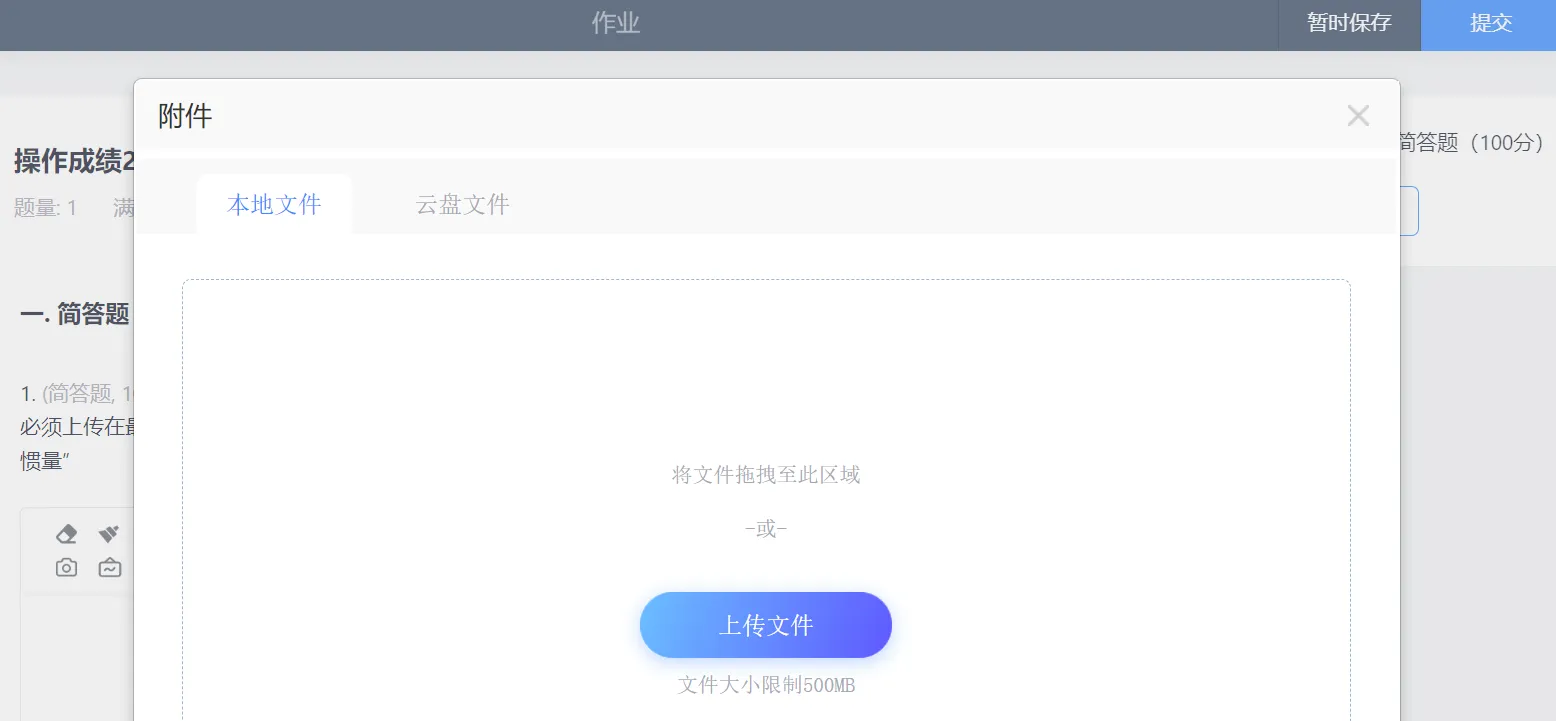 作业
暂时保存
提交
附件
简答题（100分）
操作成绩2
题量: 1 满
本地文件
云盘文件
一. 简答题
1. (简答题, 1
必须上传在
惯量”
将文件拖拽至此区域
-或-
上传文件
文件大小限制500MB